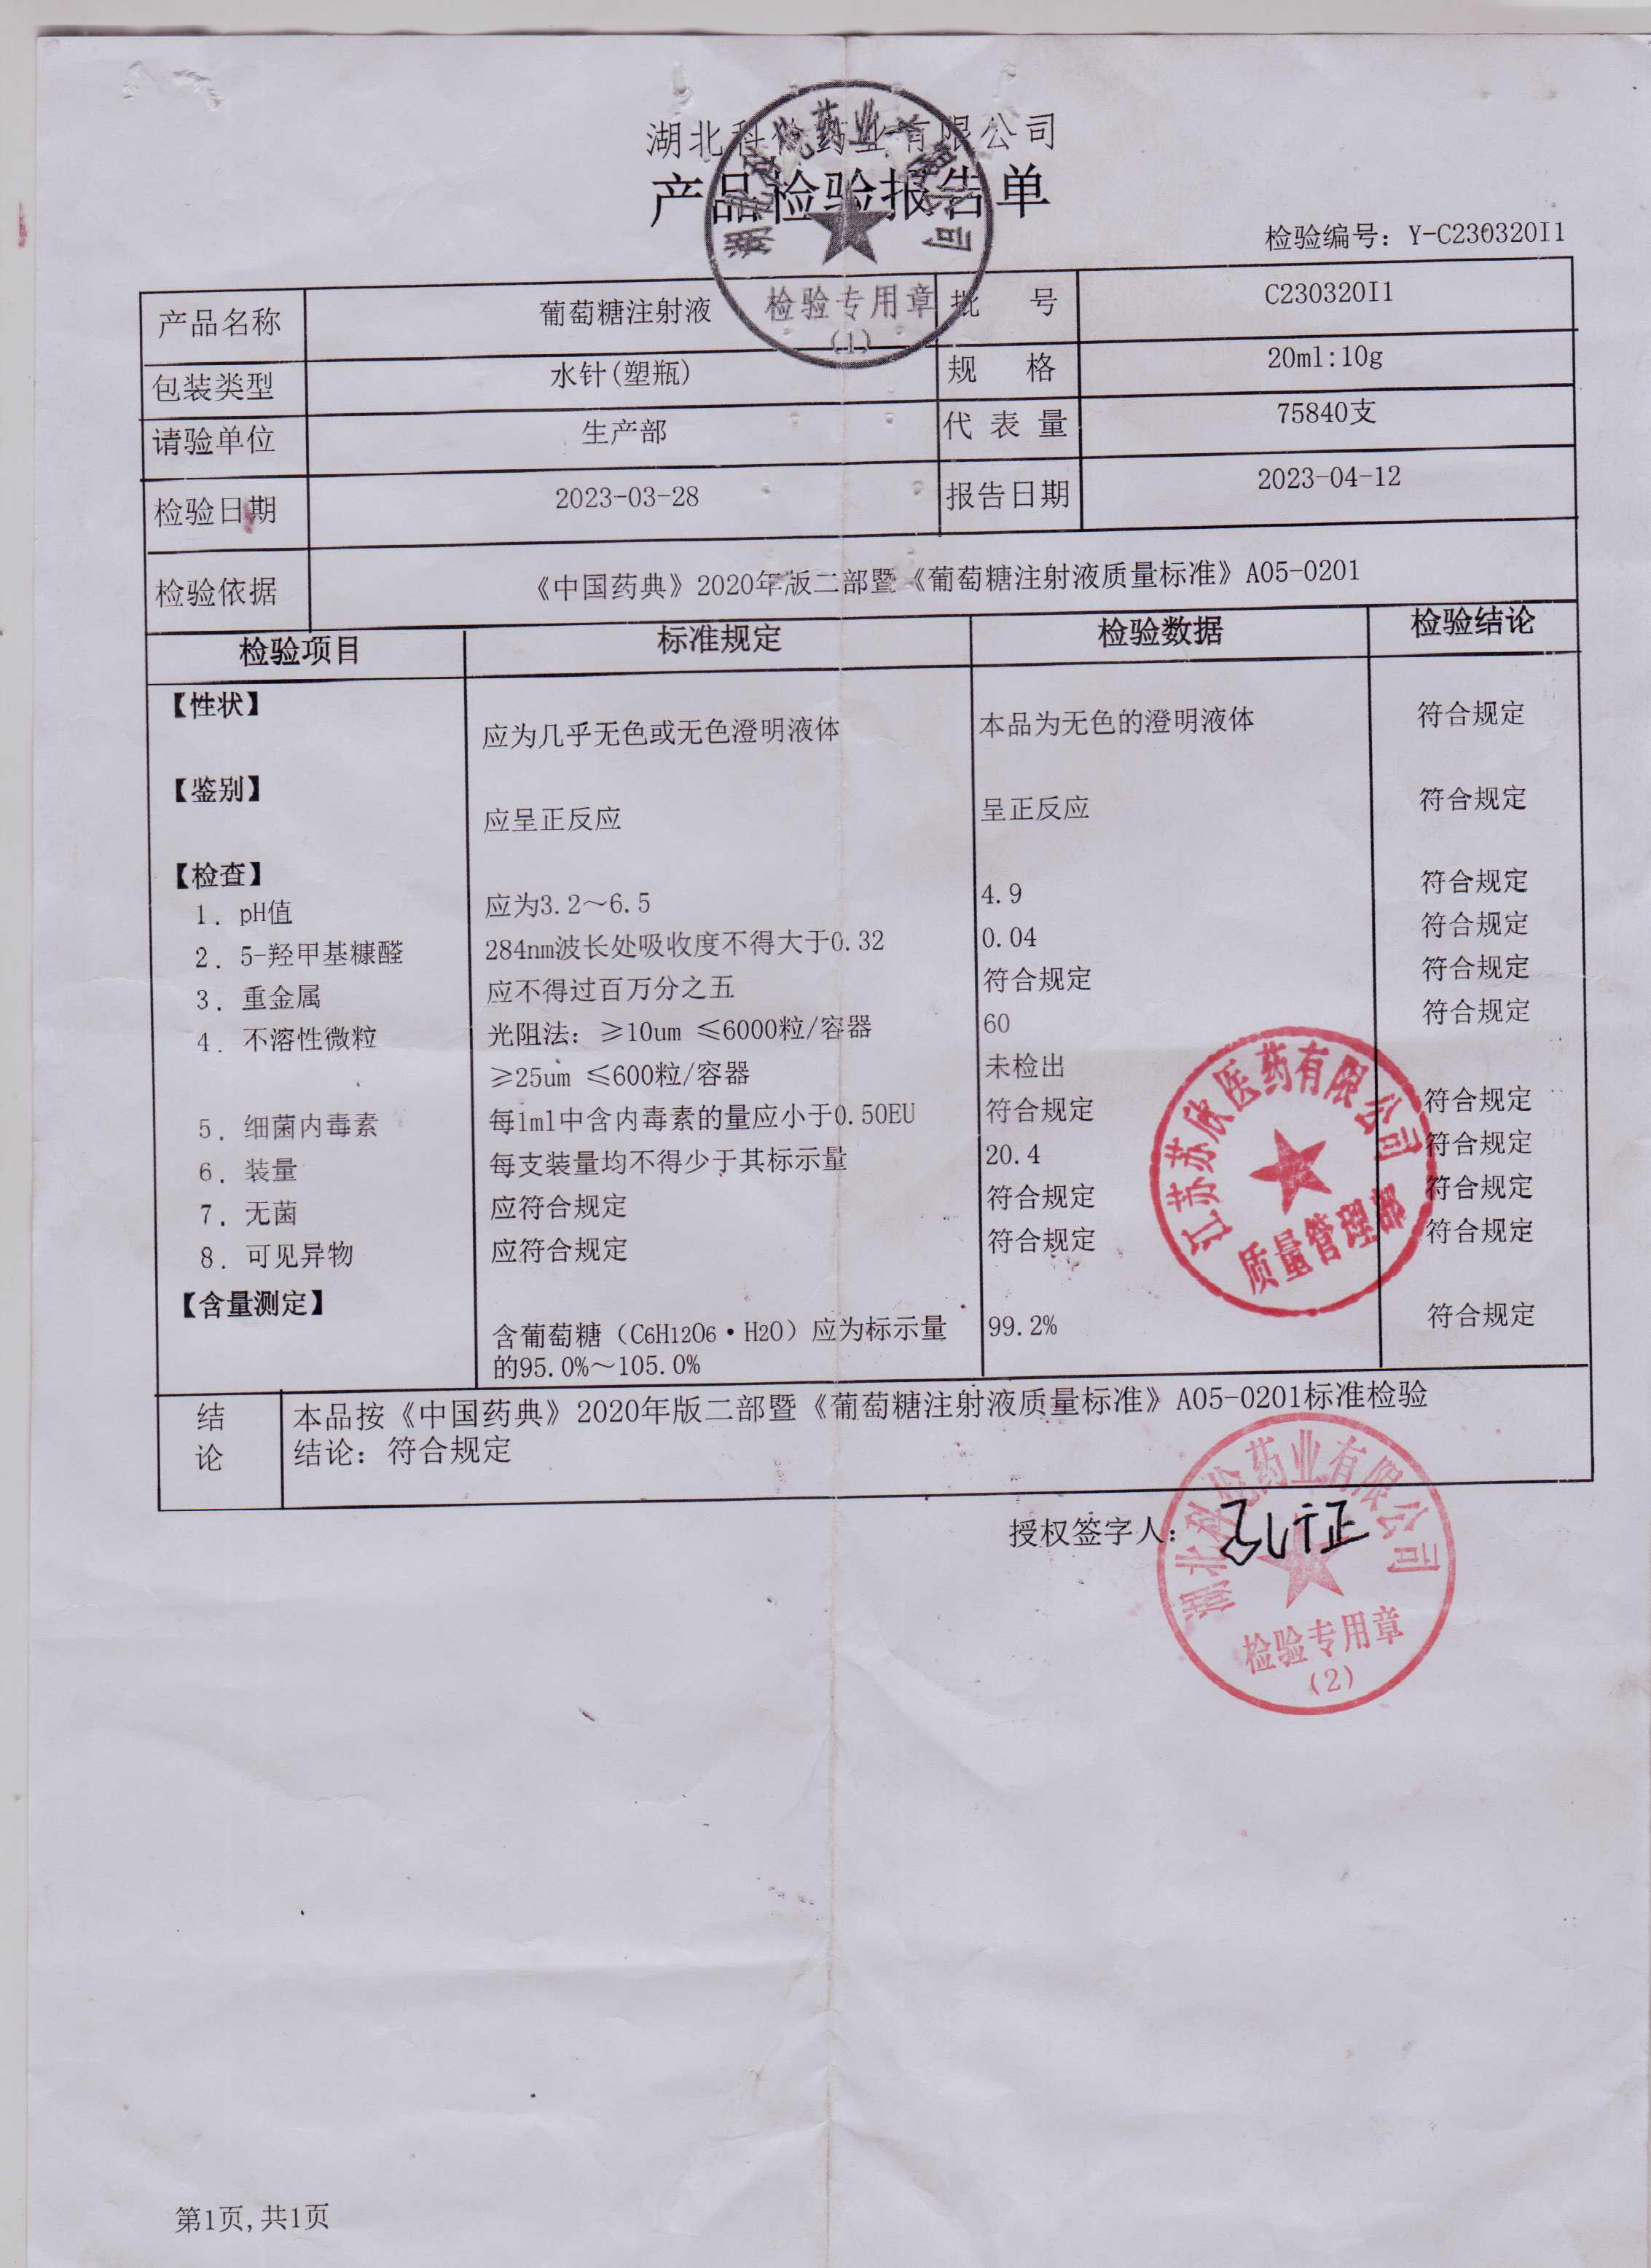 湖北科伦药业有限公司
产品检验报告单
检验编号：Y-C230320I1
产品名称 葡萄糖注射液 批 号 C230320I1
包装类型 水针(塑瓶) 规 格 20ml:10g
请验单位 生产部 代 表 量 75840支
检验日期 2023-03-28 报告日期 2023-04-12
检验依据 《中国药典》2020年版二部暨《葡萄糖注射液质量标准》A05-0201
检验项目 标准规定 检验数据 检验结论
【性状】
应为几乎无色或无色澄明液体 本品为无色的澄明液体 符合规定
【鉴别】
应呈正反应 呈正反应 符合规定
【检查】
1. pH值 应为3.2～6.5 4.9 符合规定
2. 5-羟甲基糠醛 284nm波长处吸收度不得大于0.32 0.04 符合规定
3. 重金属 应不得过百万分之五 符合规定 符合规定
4. 不溶性微粒 光阻法：≥10um ≤6000粒/容器 60 符合规定
≥25um ≤600粒/容器 未检出
5. 细菌内毒素 每1ml中含内毒素的量应小于0.50EU 符合规定 符合规定
6. 装量 每支装量均不得少于其标示量 20.4 符合规定
7. 无菌 应符合规定 符合规定 符合规定
8. 可见异物 应符合规定 符合规定 符合规定
【含量测定】
含葡萄糖（C6H12O6·H2O）应为标示量 99.2% 符合规定
的95.0%～105.0%
结 本品按《中国药典》2020年版二部暨《葡萄糖注射液质量标准》A05-0201标准检验
论 结论：符合规定
授权签字人：
湖北科伦药业有限公司
检验专用章
(1)
江苏欣医药有限公司
质量管理部
湖北科伦药业有限公司
检验专用章
(2)
第1页,共1页